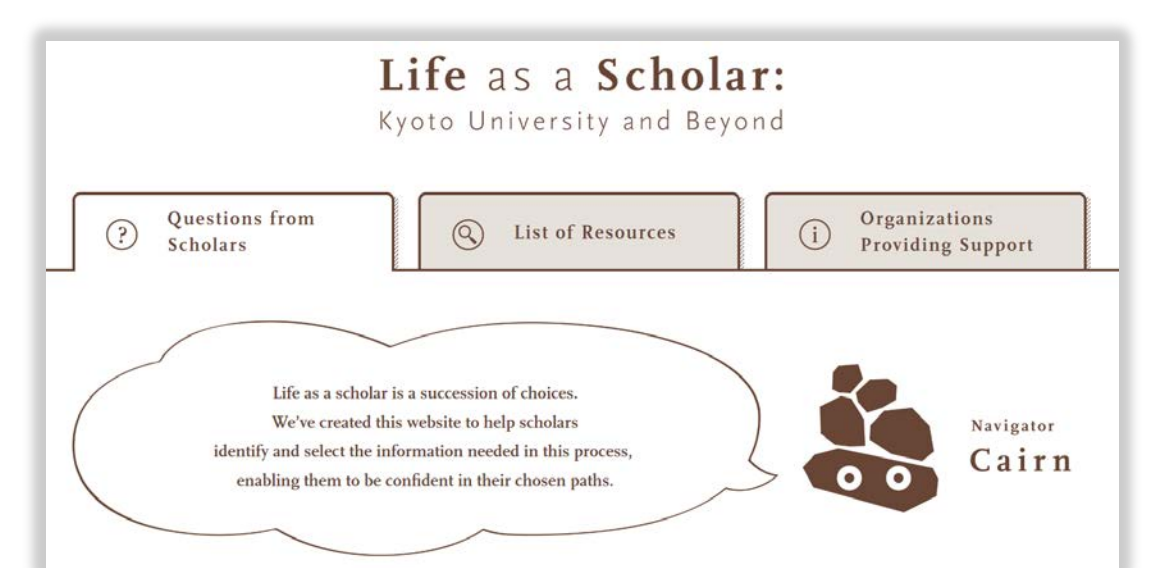 Life as a Scholar:
Kyoto University and Beyond
? Questions from
Scholars
List of Resources
i Organizations
Providing Support
Life as a scholar is a succession of choices.
We've created this website to help scholars
identify and select the information needed in this process,
enabling them to be confident in their chosen paths.
Navigator
Cairn